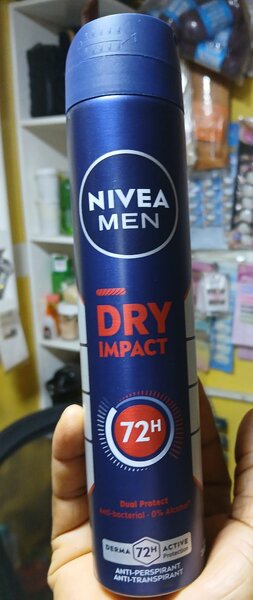 NIVEA
MEN
DRY
IMPACT
72H
Dual Protect
Anti-bacterial - 0% Alcohol*
DERMA 72H ACTIVE
Protection
ANTI-PERSPIRANT
ANTI-TRANSPIRANT